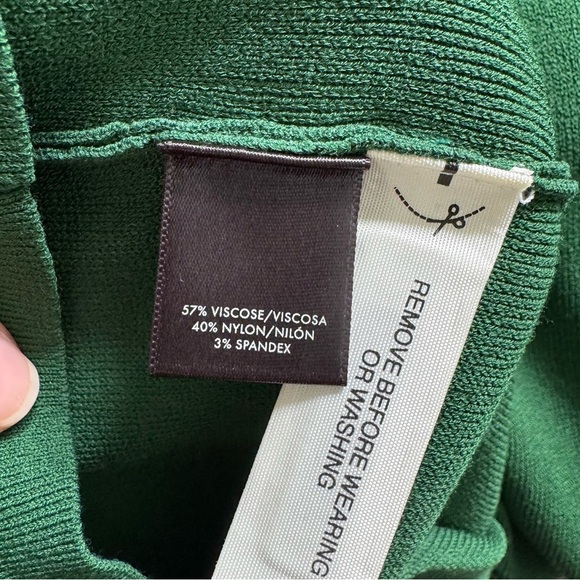 57% VISCOSE/VISCOSA
40% NYLON/NILÓN
3% SPANDEX
REMOVE BEFORE WEARING
OR WASHING